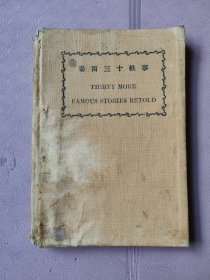 事軼十三西泰
THIRTY MORE
FAMOUS STORIES RETOLD